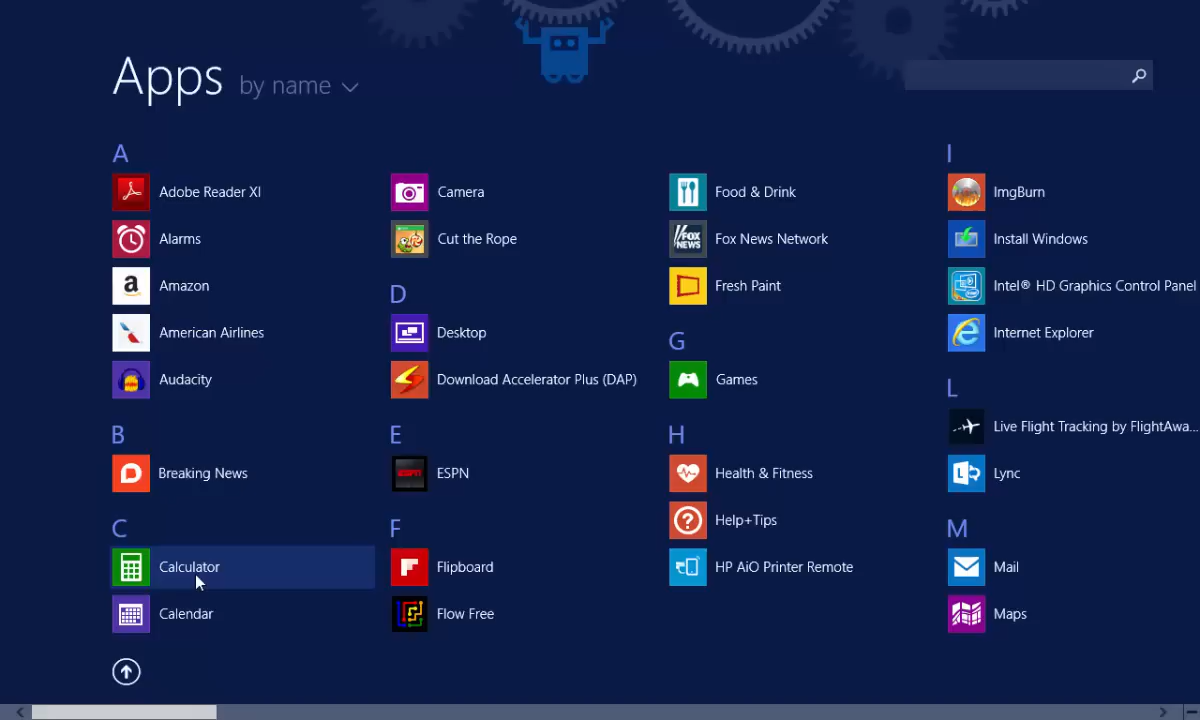 Apps by name
A
Adobe Reader XI
Alarms
Amazon
American Airlines
Audacity
B
Breaking News
C
Calculator
Calendar
Camera
Cut the Rope
D
Desktop
Download Accelerator Plus (DAP)
E
ESPN
F
Flipboard
Flow Free
Food & Drink
Fox News Network
Fresh Paint
G
Games
H
Health & Fitness
Help+Tips
HP AiO Printer Remote
I
ImgBurn
Install Windows
Intel® HD Graphics Control Panel
Internet Explorer
L
Live Flight Tracking by FlightAwa...
Lync
M
Mail
Maps